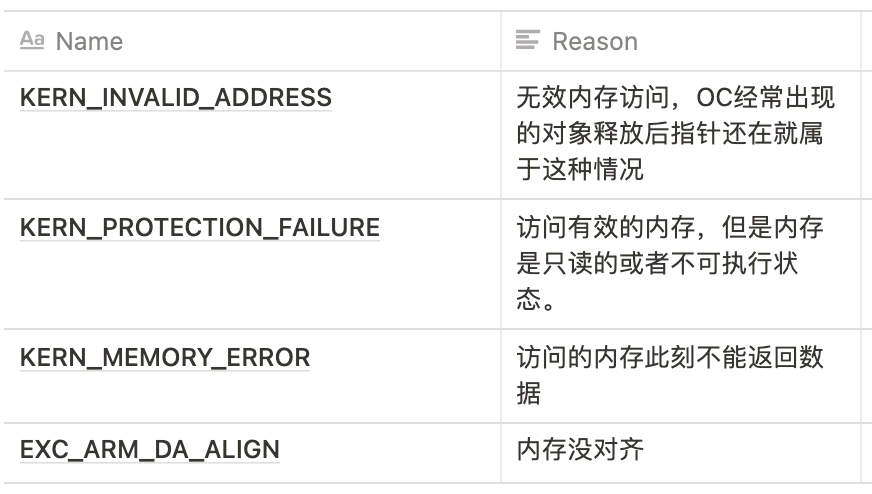 Aa Name
Reason
KERN_INVALID_ADDRESS
无效内存访问，OC经常出现
的对象释放后指针还在就属
于这种情况
KERN_PROTECTION_FAILURE
访问有效的内存，但是内存
是只读的或者不可执行状
态。
KERN_MEMORY_ERROR
访问的内存此刻不能返回数
据
EXC_ARM_DA_ALIGN
内存没对齐